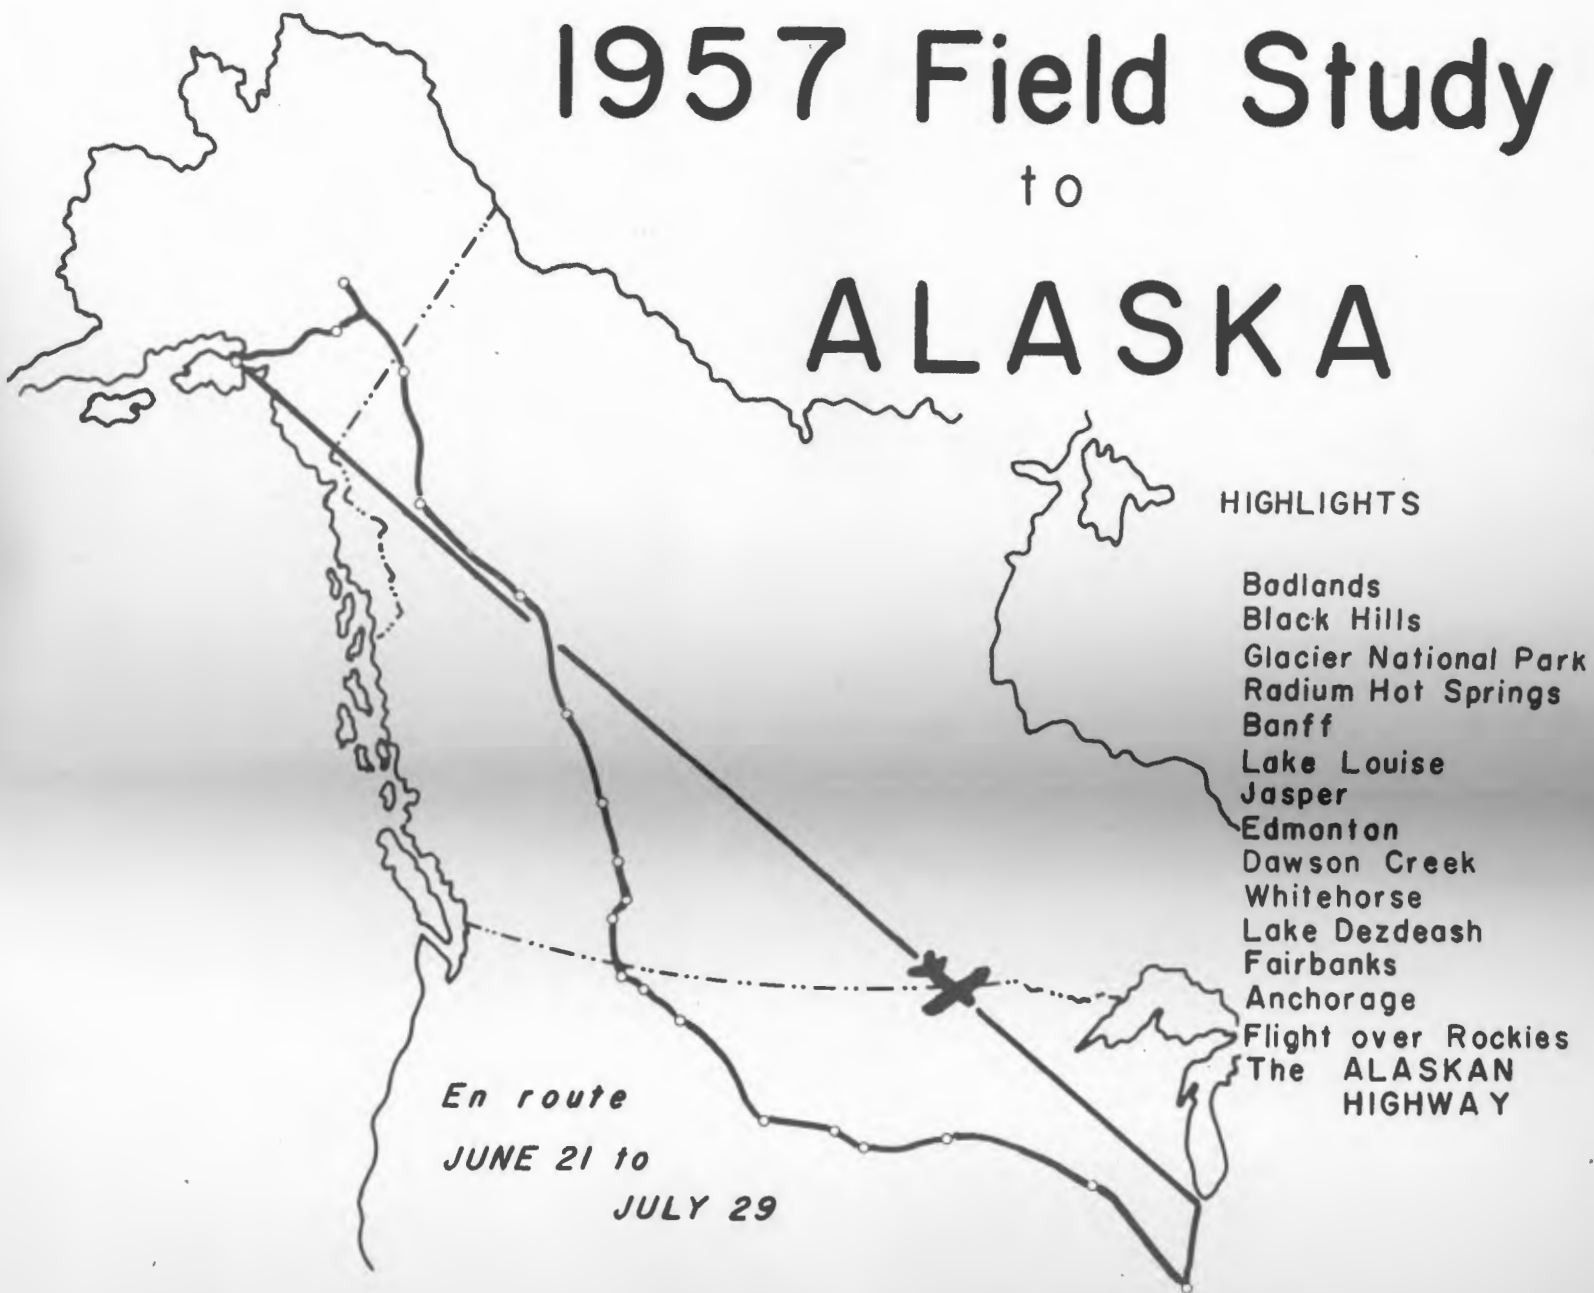 1957 Field Study
to
ALASKA
HIGHLIGHTS
Badlands
Black Hills
Glacier National Park
Radium Hot Springs
Banff
Lake Louise
Jasper
Edmanton
Dawson Creek
Whitehorse
Lake Dezdeash
Fairbanks
Anchorage
Flight over Rockies
The ALASKAN
HIGHWAY
En route
JUNE 21 to
JULY 29